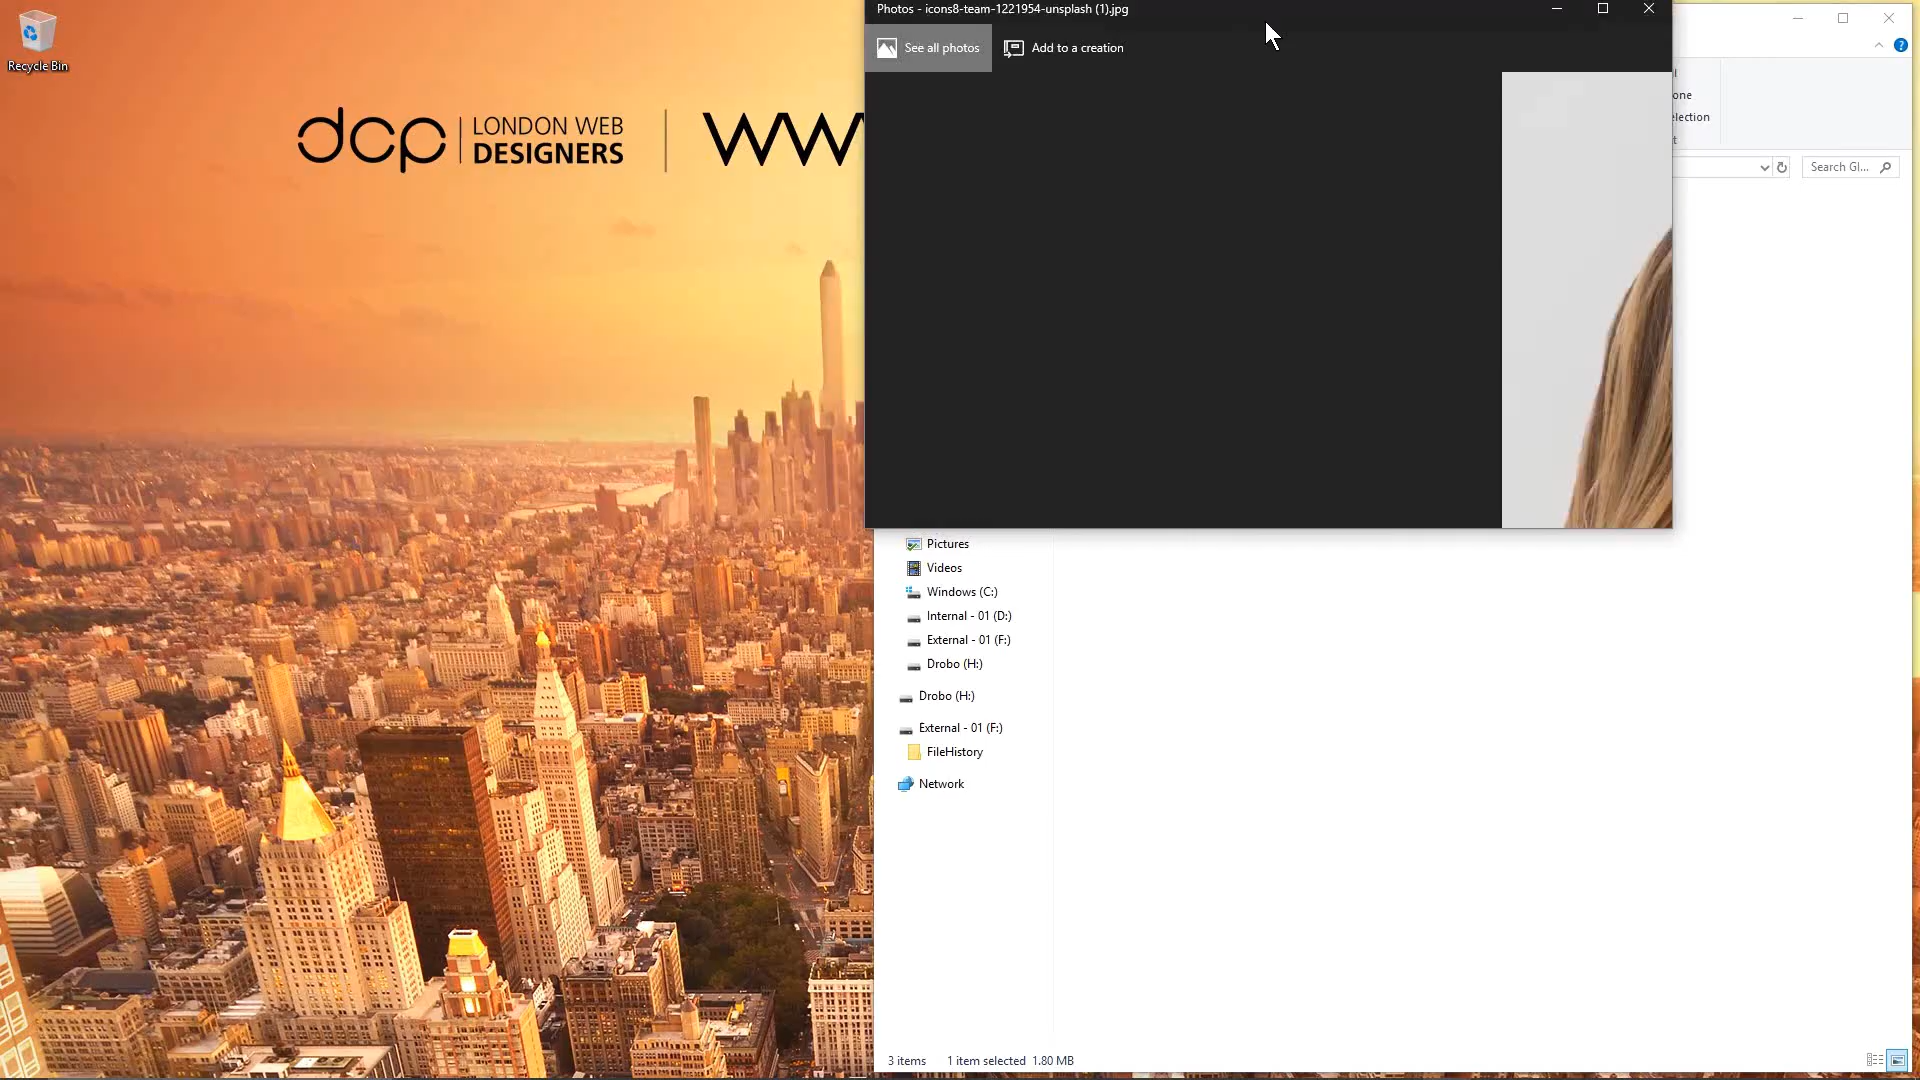 Photos - icons8-team-1221954-unsplash (1).jpg
See all photos
Add to a creation
Recycle Bin
dcp
LONDON WEB
DESIGNERS
one
election
Search Gl...
Pictures
Videos
Windows (C:)
Internal - 01 (D:)
External - 01 (F:)
Drobo (H:)
Drobo (H:)
External - 01 (F:)
FileHistory
Network
3 items 1 item selected 1.80 MB